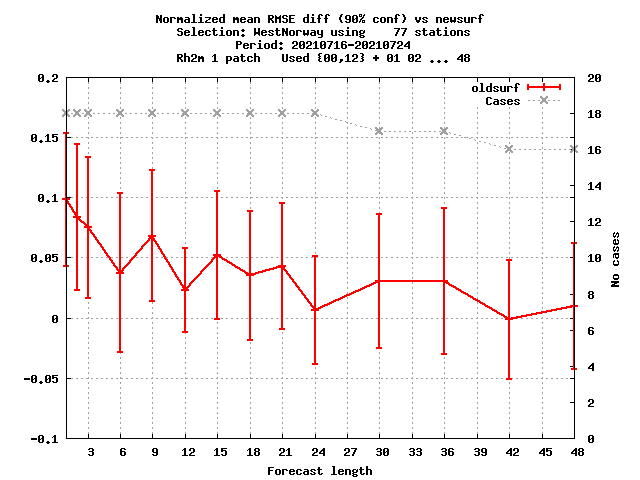 Normalized mean RMSE diff (90% conf) vs newsurf
Selection: WestNorway using    77 stations
Period: 20210716-20210724
Rh2m 1 patch   Used {00,12} + 01 02 ... 48
oldsurf
Cases
0.2
0.15
0.1
0.05
0
-0.05
-0.1
20
18
16
14
12
10
8
6
4
2
0
No cases
3 6 9 12 15 18 21 24 27 30 33 36 39 42 45 48
Forecast length